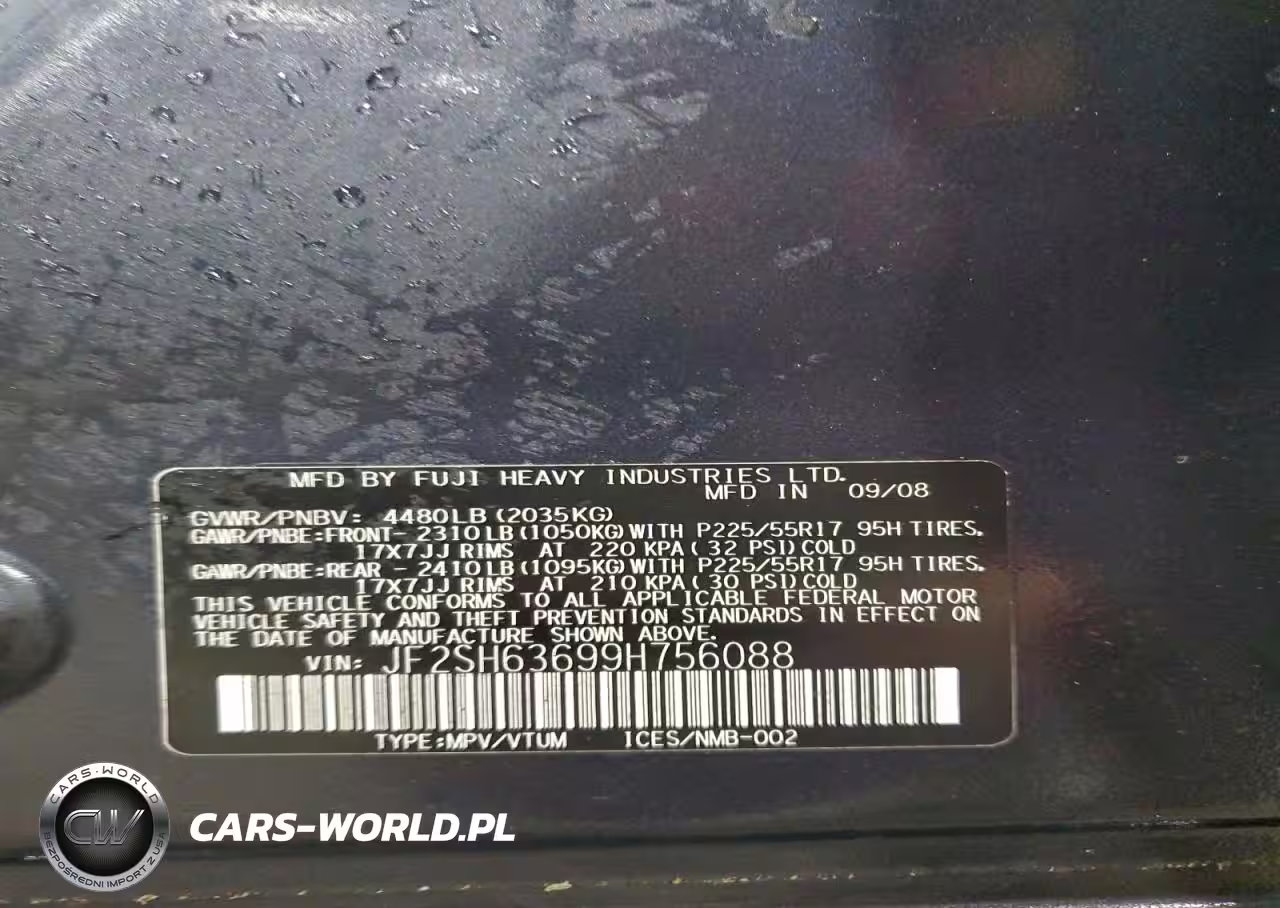 MFD BY FUJI HEAVY INDUSTRIES LTD.
MFD IN 09/08
GVWR/PNBV: 4480LB(2035KG)
GAWR/PNBE:FRONT- 2310LB(1050KG)WITH P225/55R17 95H TIRES.
17X7JJ RIMS AT 220 KPA( 32 PSI)COLD
GAWR/PNBE:REAR - 2410LB(1095KG)WITH P225/55R17 95H TIRES.
17X7JJ RIMS AT 210 KPA( 30 PSI)COLD
THIS VEHICLE CONFORMS TO ALL APPLICABLE FEDERAL MOTOR
VEHICLE SAFETY AND THEFT PREVENTION STANDARDS IN EFFECT ON
THE DATE OF MANUFACTURE SHOWN ABOVE.
VIN: JF2SH63699H756088
TYPE:MPV/VTUM ICES/NMB-002
CARS-WORLD
CW
BEZPOŚREDNI IMPORT Z USA
CARS-WORLD.PL